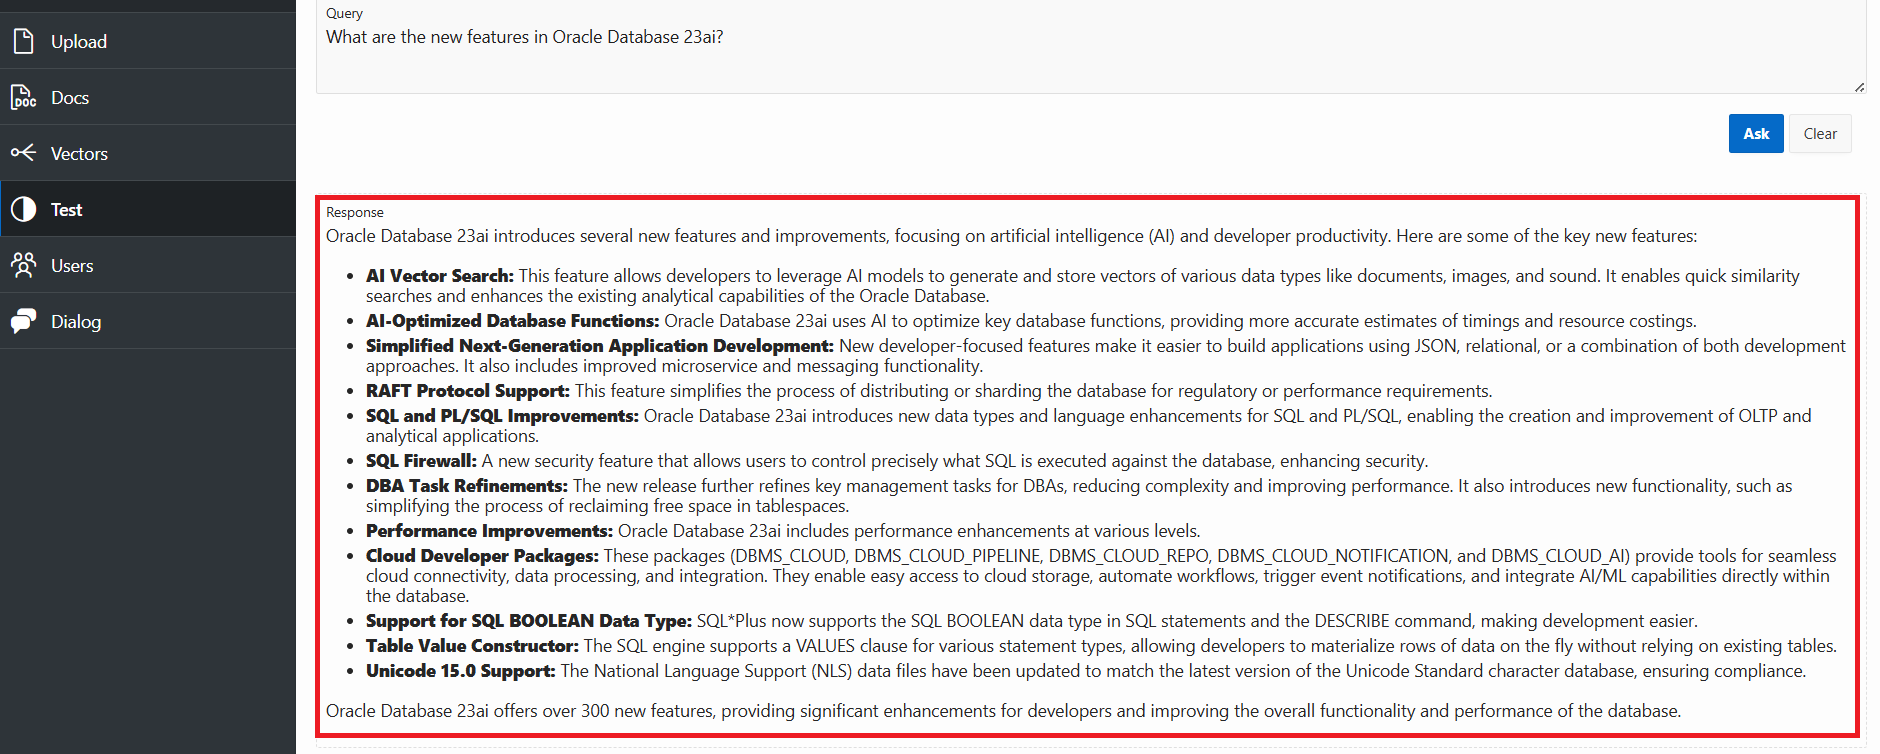 Upload
Docs
Vectors
Test
Users
Dialog
Query
What are the new features in Oracle Database 23ai?
Ask
Clear
Response
Oracle Database 23ai introduces several new features and improvements, focusing on artificial intelligence (AI) and developer productivity. Here are some of the key new features:
• AI Vector Search: This feature allows developers to leverage AI models to generate and store vectors of various data types like documents, images, and sound. It enables quick similarity
searches and enhances the existing analytical capabilities of the Oracle Database.
• AI-Optimized Database Functions: Oracle Database 23ai uses AI to optimize key database functions, providing more accurate estimates of timings and resource costings.
• Simplified Next-Generation Application Development: New developer-focused features make it easier to build applications using JSON, relational, or a combination of both development
approaches. It also includes improved microservice and messaging functionality.
• RAFT Protocol Support: This feature simplifies the process of distributing or sharding the database for regulatory or performance requirements.
• SQL and PL/SQL Improvements: Oracle Database 23ai introduces new data types and language enhancements for SQL and PL/SQL, enabling the creation and improvement of OLTP and
analytical applications.
• SQL Firewall: A new security feature that allows users to control precisely what SQL is executed against the database, enhancing security.
• DBA Task Refinements: The new release further refines key management tasks for DBAs, reducing complexity and improving performance. It also introduces new functionality, such as
simplifying the process of reclaiming free space in tablespaces.
• Performance Improvements: Oracle Database 23ai includes performance enhancements at various levels.
• Cloud Developer Packages: These packages (DBMS_CLOUD, DBMS_CLOUD_PIPELINE, DBMS_CLOUD_REPO, DBMS_CLOUD_NOTIFICATION, and DBMS_CLOUD_AI) provide tools for seamless
cloud connectivity, data processing, and integration. They enable easy access to cloud storage, automate workflows, trigger event notifications, and integrate AI/ML capabilities directly within
the database.
• Support for SQL BOOLEAN Data Type: SQL*Plus now supports the SQL BOOLEAN data type in SQL statements and the DESCRIBE command, making development easier.
• Table Value Constructor: The SQL engine supports a VALUES clause for various statement types, allowing developers to materialize rows of data on the fly without relying on existing tables.
• Unicode 15.0 Support: The National Language Support (NLS) data files have been updated to match the latest version of the Unicode Standard character database, ensuring compliance.
Oracle Database 23ai offers over 300 new features, providing significant enhancements for developers and improving the overall functionality and performance of the database.